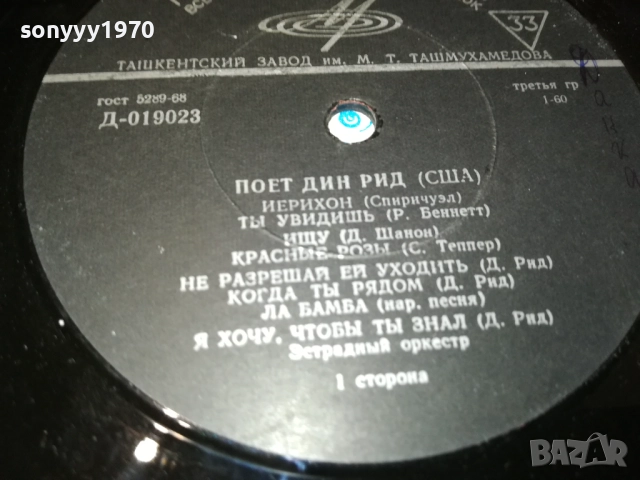 sonyyy1970
33
ТАШКЕНТСКИЙ ЗАВОД им. М. Т. ТАШМУХАМЕДОВА
гост 5289-68
Д-019023
третья гр
1-60
ПОЕТ ДИН РИД (США)
ИЕРИХОН (Спиричуэл)
ТЫ УВИДИШЬ (Р. Беннетт)
ИЩУ (Д. Шанон)
КРАСНЫЕ РОЗЫ (С. Теппер)
НЕ РАЗРЕШАЙ ЕЙ УХОДИТЬ (Д. Рид)
КОГДА ТЫ РЯДОМ (Д. Рид)
ЛА БАМБА (нар. песня)
Я ХОЧУ, ЧТОБЫ ТЫ ЗНАЛ (Д. Рид)
Эстрадный оркестр
1 сторона
BAZAR